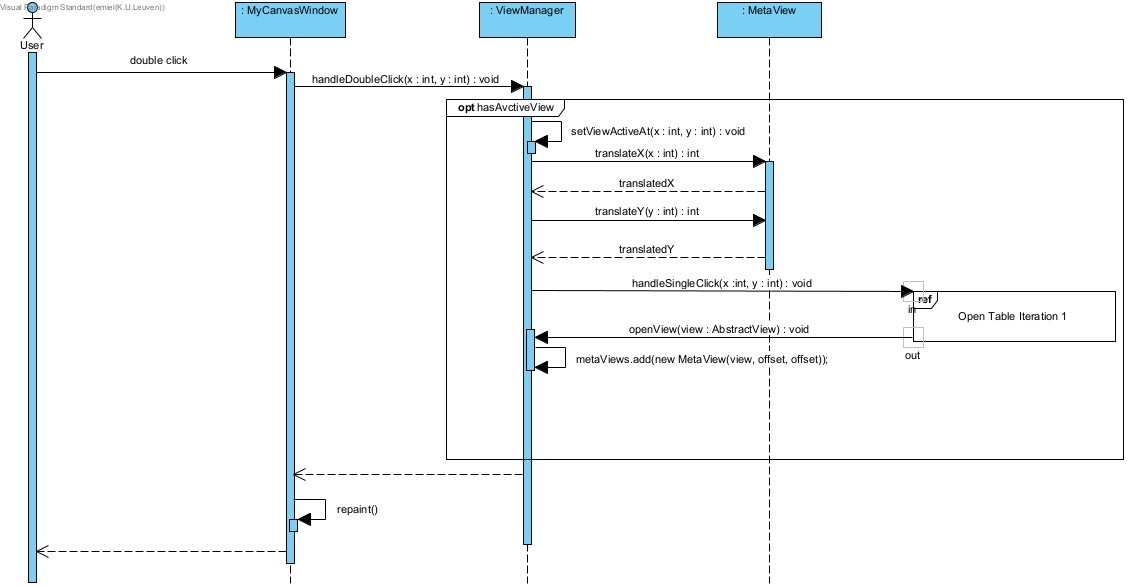 Visual Paradigm Standard(emiel(K.U.Leuven))
: MyCanvasWindow
: ViewManager
: MetaView
User
double click
handleDoubleClick(x : int, y : int) : void
opt hasAvctiveView
setViewActiveAt(x : int, y : int) : void
translateX(x : int) : int
translatedX
translateY(y : int) : int
translatedY
handleSingleClick(x :int, y : int) : void
ref
in
Open Table Iteration 1
openView(view : AbstractView) : void
out
metaViews.add(new MetaView(view, offset, offset));
repaint()